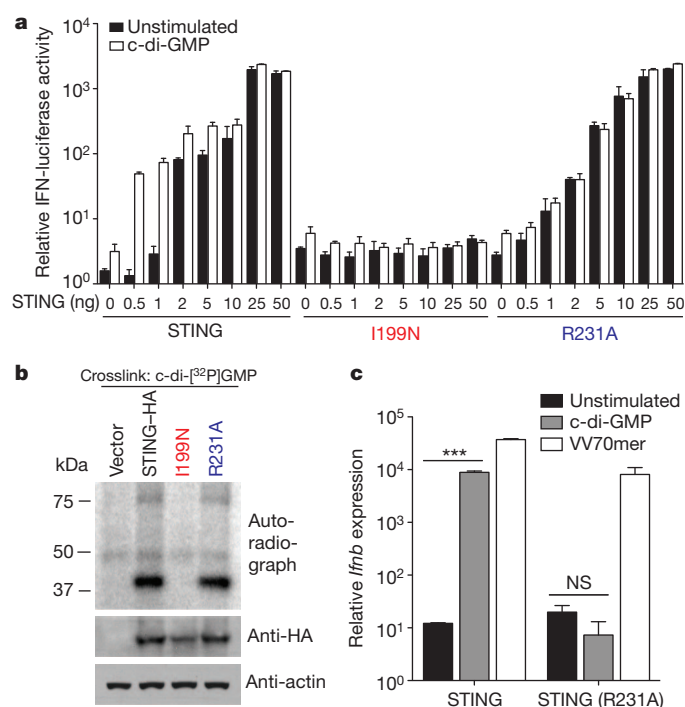 a
Unstimulated
c-di-GMP
Relative IFN-luciferase activity
10⁴
10³
10²
10¹
10⁰
STING (ng) 0 0.5 1 2 5 10 25 50 0 0.5 1 2 5 10 25 50 0 0.5 1 2 5 10 25 50
STING I199N R231A
b
Crosslink: c-di-[³²P]GMP
Vector STING–HA I199N R231A
kDa
75
50
37
Auto-
radio-
graph
Anti-HA
Anti-actin
c
Unstimulated
c-di-GMP
VV70mer
Relative Ifnb expression
10⁵
10⁴
10³
10²
10¹
10⁰
***
NS
STING STING (R231A)